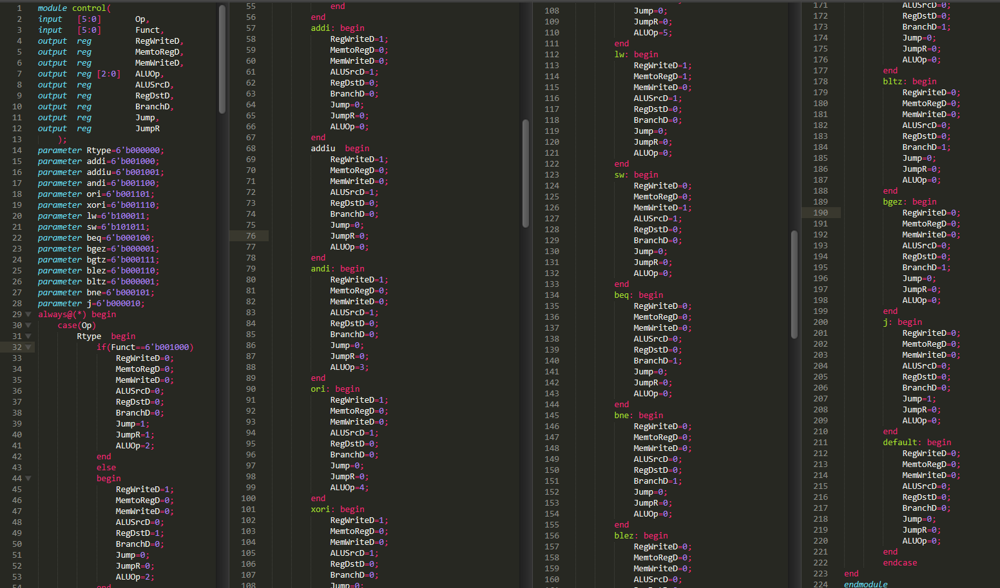 1 module control(
2 input [5:0] Op,
3 input [5:0] Funct,
4 output reg RegWriteD,
5 output reg MemtoRegD,
6 output reg MemWriteD,
7 output reg [2:0] ALUOp,
8 output reg ALUSrcD,
9 output reg RegDstD,
10 output reg BranchD,
11 output reg Jump,
12 output reg JumpR
13 );
14 parameter Rtype=6'b000000;
15 parameter addi=6'b001000;
16 parameter addiu=6'b001001;
17 parameter andi=6'b001100;
18 parameter ori=6'b001101;
19 parameter xori=6'b001110;
20 parameter lw=6'b100011;
21 parameter sw=6'b101011;
22 parameter beq=6'b000100;
23 parameter bgez=6'b000001;
24 parameter bgtz=6'b000111;
25 parameter blez=6'b000110;
26 parameter bltz=6'b000001;
27 parameter bne=6'b000101;
28 parameter j=6'b000010;
29 always@(*) begin
30 case(Op)
31 Rtype begin
32 if(Funct==6'b001000)
33 RegWriteD=0;
34 MemtoRegD=0;
35 MemWriteD=0;
36 ALUSrcD=0;
37 RegDstD=0;
38 BranchD=0;
39 Jump=1;
40 JumpR=1;
41 ALUOp=2;
42 end
43 else
44 begin
45 RegWriteD=1;
46 MemtoRegD=0;
47 MemWriteD=0;
48 ALUSrcD=0;
49 RegDstD=1;
50 BranchD=0;
51 Jump=0;
52 JumpR=0;
53 ALUOp=2;
54 end
55 end
56 end
57 addi: begin
58 RegWriteD=1;
59 MemtoRegD=0;
60 MemWriteD=0;
61 ALUSrcD=1;
62 RegDstD=0;
63 BranchD=0;
64 Jump=0;
65 JumpR=0;
66 ALUOp=0;
67 end
68 addiu begin
69 RegWriteD=1;
70 MemtoRegD=0;
71 MemWriteD=0;
72 ALUSrcD=1;
73 RegDstD=0;
74 BranchD=0;
75 Jump=0;
76 JumpR=0;
77 ALUOp=0;
78 end
79 andi: begin
80 RegWriteD=1;
81 MemtoRegD=0;
82 MemWriteD=0;
83 ALUSrcD=1;
84 RegDstD=0;
85 BranchD=0;
86 Jump=0;
87 JumpR=0;
88 ALUOp=3;
89 end
90 ori: begin
91 RegWriteD=1;
92 MemtoRegD=0;
93 MemWriteD=0;
94 ALUSrcD=1;
95 RegDstD=0;
96 BranchD=0;
97 Jump=0;
98 JumpR=0;
99 ALUOp=4;
100 end
101 xori: begin
102 RegWriteD=1;
103 MemtoRegD=0;
104 MemWriteD=0;
105 ALUSrcD=1;
106 RegDstD=0;
107 BranchD=0;
108 Jump=0;
108 Jump=0;
109 JumpR=0;
110 ALUOp=5;
111 end
112 lw: begin
113 RegWriteD=1;
114 MemtoRegD=1;
115 MemWriteD=0;
116 ALUSrcD=1;
117 RegDstD=0;
118 BranchD=0;
119 Jump=0;
120 JumpR=0;
121 ALUOp=0;
122 end
123 sw: begin
124 RegWriteD=0;
125 MemtoRegD=0;
126 MemWriteD=1;
127 ALUSrcD=1;
128 RegDstD=0;
129 BranchD=0;
130 Jump=0;
131 JumpR=0;
132 ALUOp=0;
133 end
134 beq: begin
135 RegWriteD=0;
136 MemtoRegD=0;
137 MemWriteD=0;
138 ALUSrcD=0;
139 RegDstD=0;
140 BranchD=1;
141 Jump=0;
142 JumpR=0;
143 ALUOp=0;
144 end
145 bne: begin
146 RegWriteD=0;
147 MemtoRegD=0;
148 MemWriteD=0;
149 ALUSrcD=0;
150 RegDstD=0;
151 BranchD=1;
152 Jump=0;
153 JumpR=0;
154 ALUOp=0;
155 end
156 blez: begin
157 RegWriteD=0;
158 MemtoRegD=0;
159 MemWriteD=0;
160 ALUSrcD=0;
171 ALUSrcD=0;
172 RegDstD=0;
173 BranchD=1;
174 Jump=0;
175 JumpR=0;
176 ALUOp=0;
177 end
178 bltz: begin
179 RegWriteD=0;
180 MemtoRegD=0;
181 MemWriteD=0;
182 ALUSrcD=0;
183 RegDstD=0;
184 BranchD=1;
185 Jump=0;
186 JumpR=0;
187 ALUOp=0;
188 end
189 bgez: begin
190 RegWriteD=0;
191 MemtoRegD=0;
192 MemWriteD=0;
193 ALUSrcD=0;
194 RegDstD=0;
195 BranchD=1;
196 Jump=0;
197 JumpR=0;
198 ALUOp=0;
199 end
200 j: begin
201 RegWriteD=0;
202 MemtoRegD=0;
203 MemWriteD=0;
204 ALUSrcD=0;
205 RegDstD=0;
206 BranchD=0;
207 Jump=1;
208 JumpR=0;
209 ALUOp=0;
210 end
211 default: begin
212 RegWriteD=0;
213 MemtoRegD=0;
214 MemWriteD=0;
215 ALUSrcD=0;
216 RegDstD=0;
217 BranchD=0;
218 Jump=0;
219 JumpR=0;
220 ALUOp=0;
221 end
222 endcase
223 end
224 endmodule